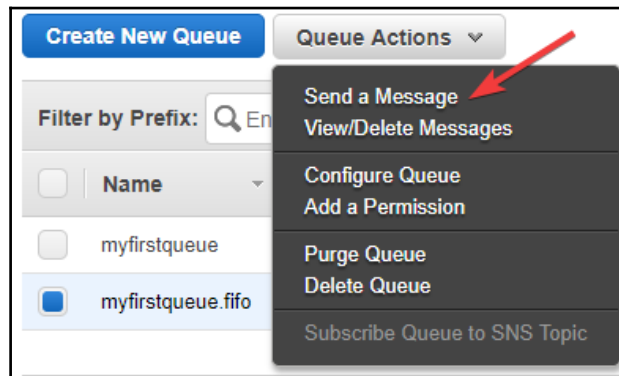 Create New Queue
Queue Actions
Filter by Prefix: En
Name
myfirstqueue
myfirstqueue.fifo
Send a Message
View/Delete Messages
Configure Queue
Add a Permission
Purge Queue
Delete Queue
Subscribe Queue to SNS Topic